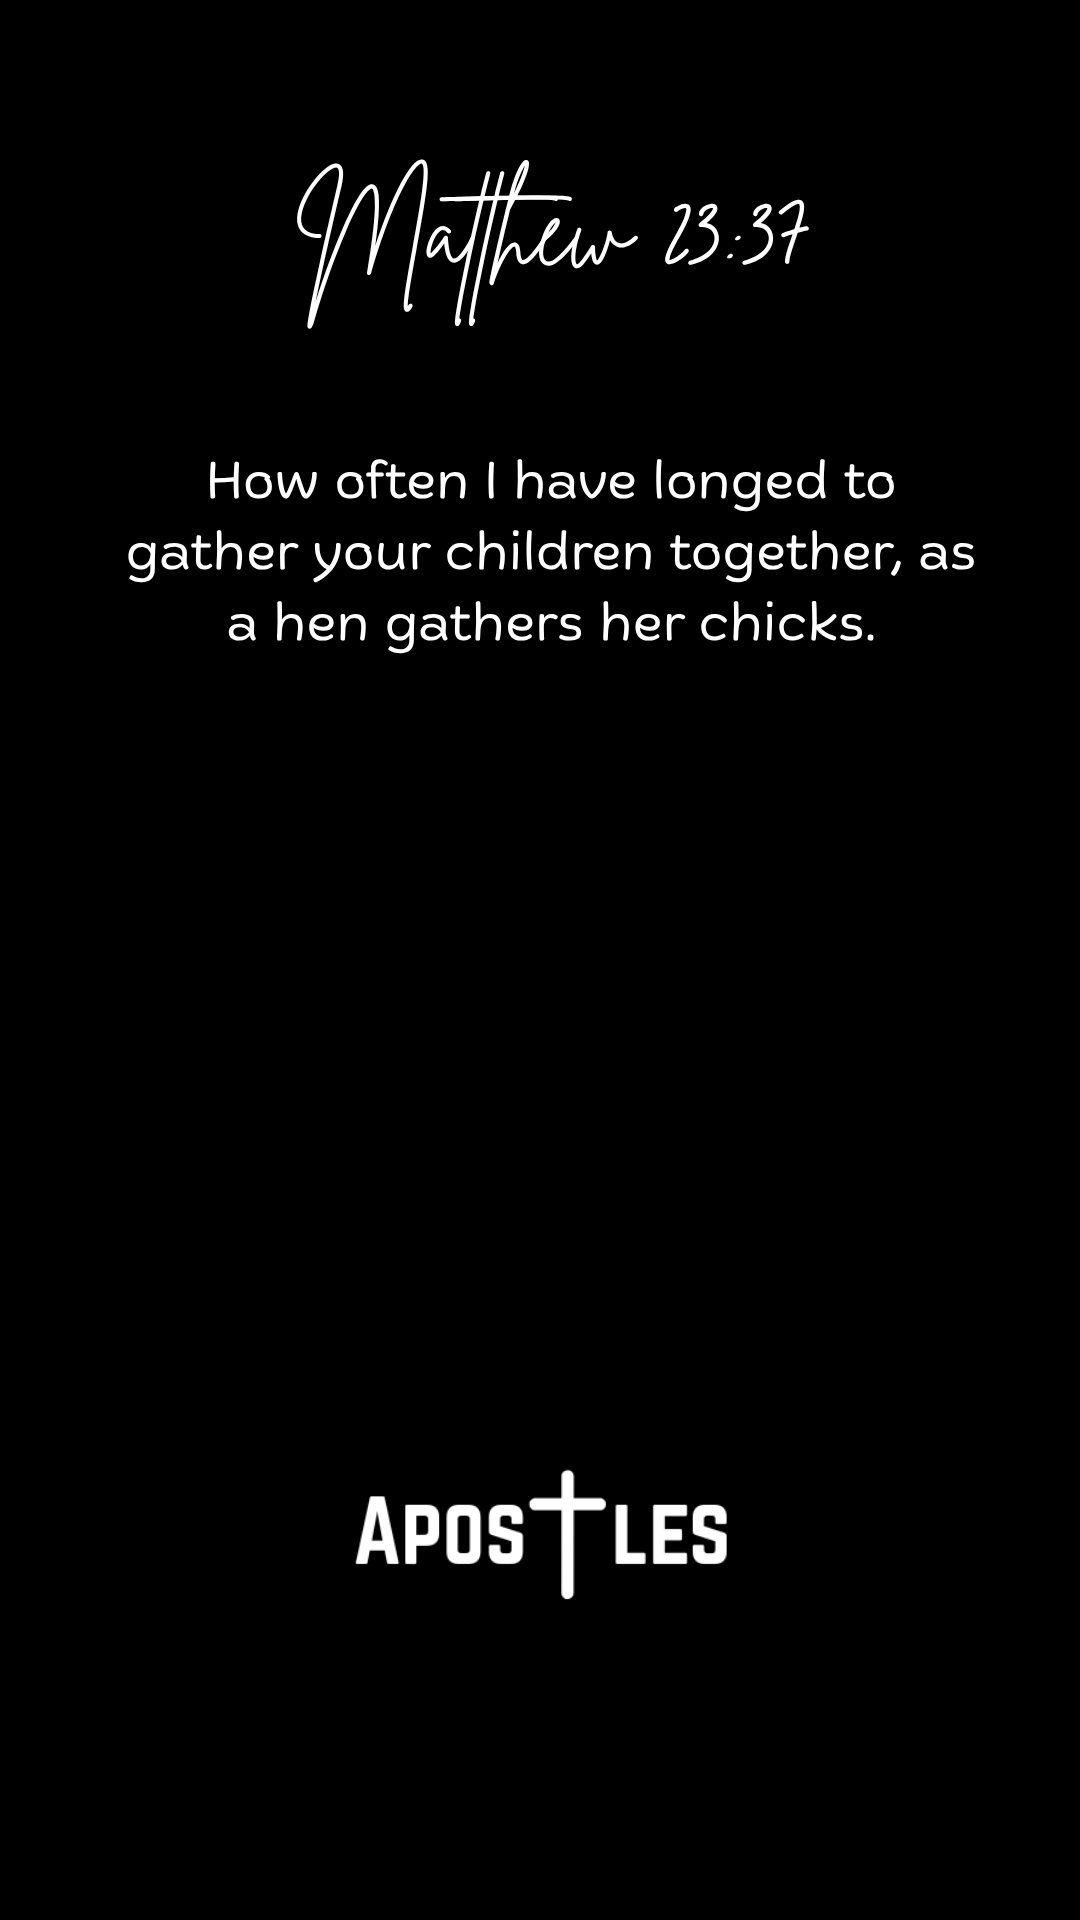 Matthew 23:37
How often I have longed to
gather your children together, as
a hen gathers her chicks.
APOSTLES